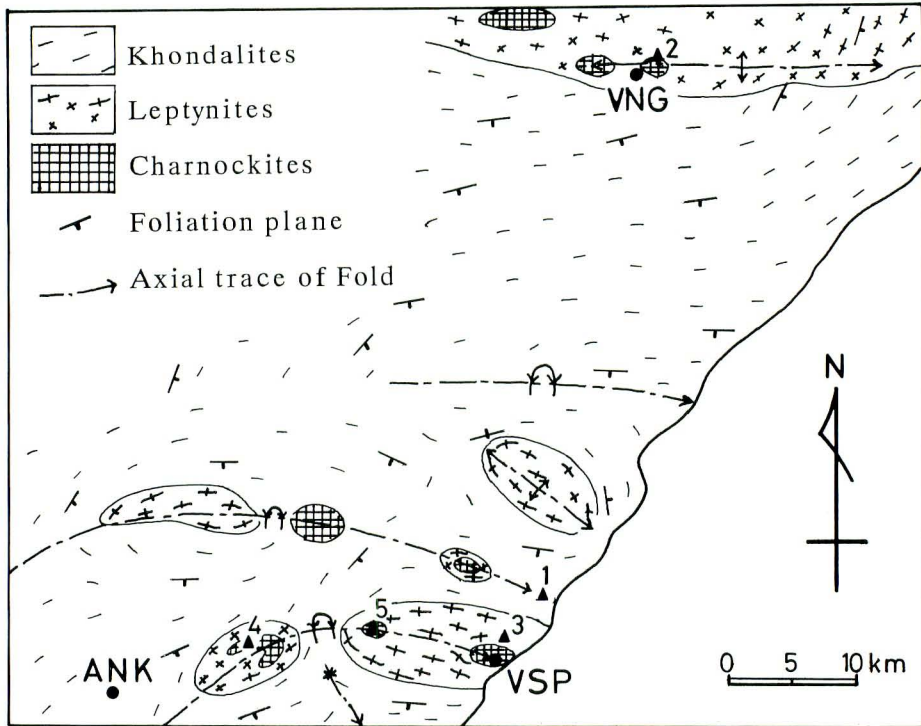 Khondalites
Leptynites
Charnockites
Foliation plane
Axial trace of Fold
2
VNG
N
1
5
3
4
ANK
VSP
0 5 10 km